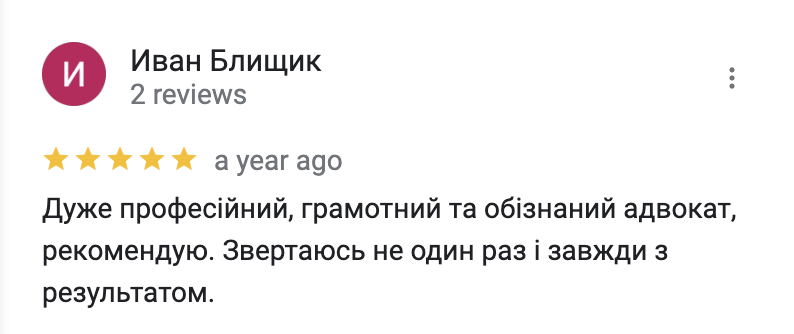 И
Иван Блищик
2 reviews
a year ago
Дуже професійний, грамотний та обізнаний адвокат,
рекомендую. Звертаюсь не один раз і завжди з
результатом.